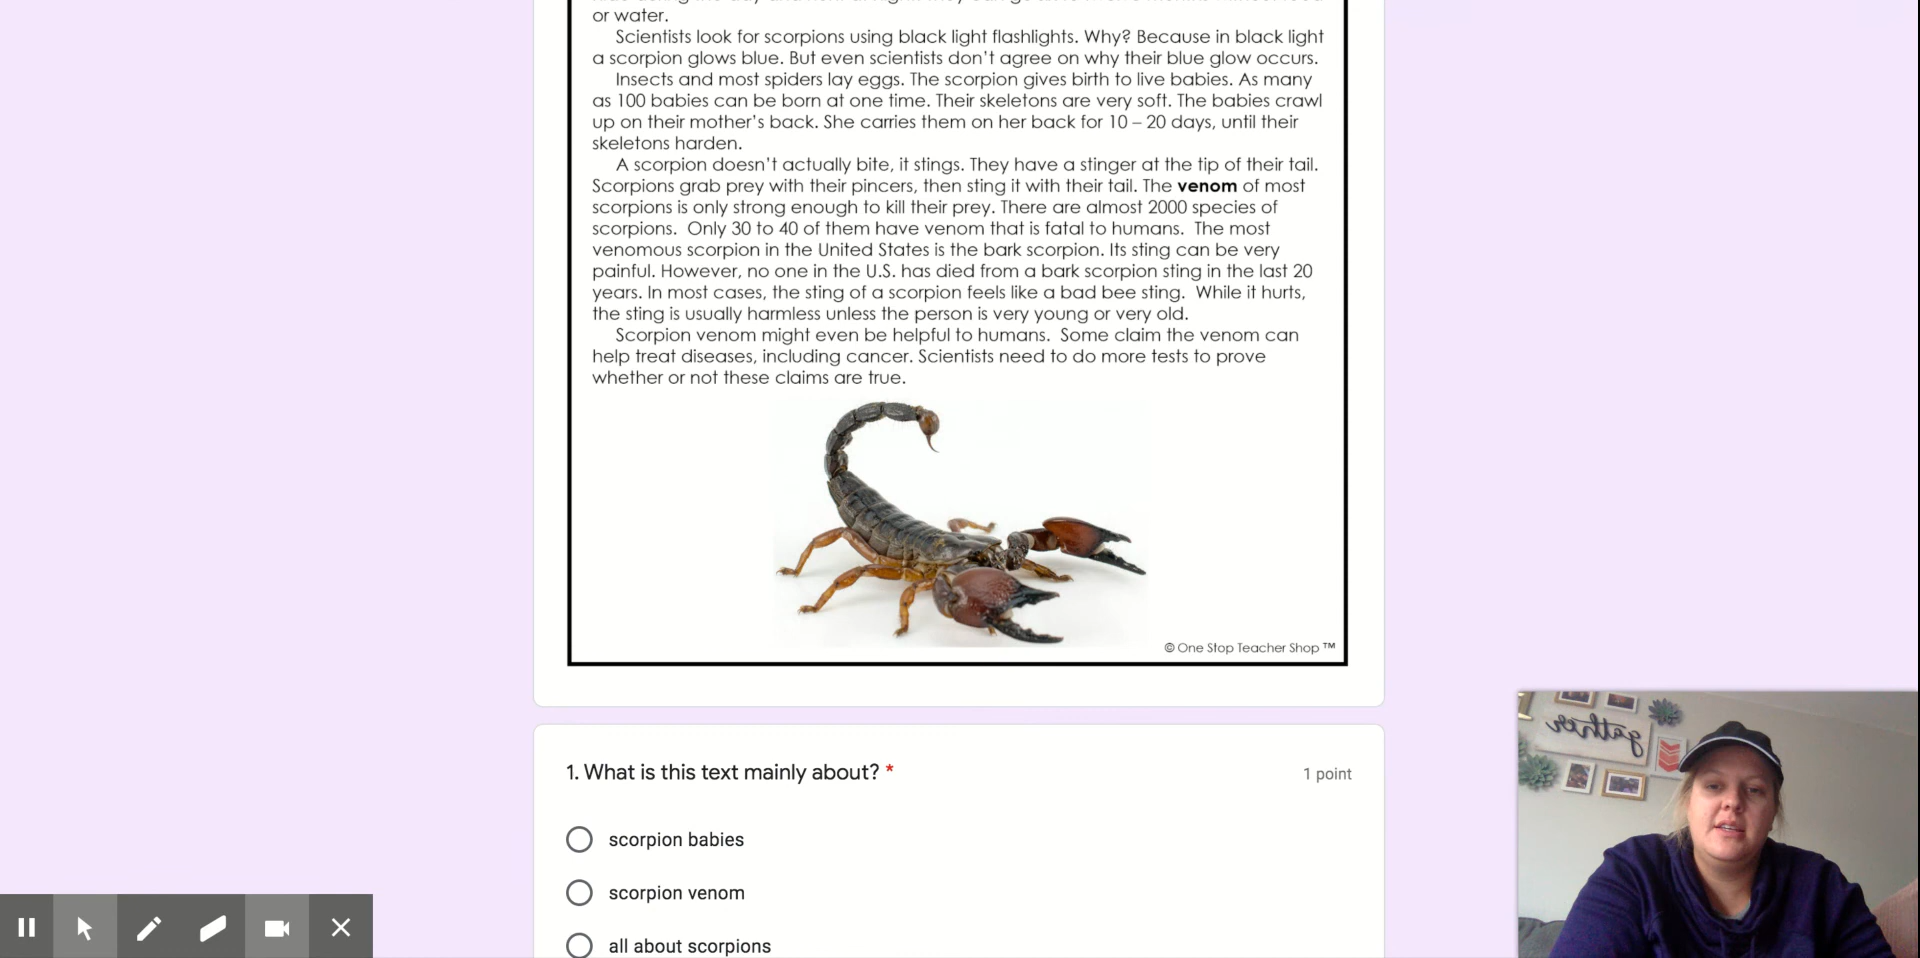 or water.
Scientists look for scorpions using black light flashlights. Why? Because in black light
a scorpion glows blue. But even scientists don't agree on why their blue glow occurs.
Insects and most spiders lay eggs. The scorpion gives birth to live babies. As many
as 100 babies can be born at one time. Their skeletons are very soft. The babies crawl
up on their mother's back. She carries them on her back for 10 – 20 days, until their
skeletons harden.
A scorpion doesn't actually bite, it stings. They have a stinger at the tip of their tail.
Scorpions grab prey with their pincers, then sting it with their tail. The venom of most
scorpions is only strong enough to kill their prey. There are almost 2000 species of
scorpions. Only 30 to 40 of them have venom that is fatal to humans. The most
venomous scorpion in the United States is the bark scorpion. Its sting can be very
painful. However, no one in the U.S. has died from a bark scorpion sting in the last 20
years. In most cases, the sting of a scorpion feels like a bad bee sting. While it hurts,
the sting is usually harmless unless the person is very young or very old.
Scorpion venom might even be helpful to humans. Some claim the venom can
help treat diseases, including cancer. Scientists need to do more tests to prove
whether or not these claims are true.
© One Stop Teacher Shop ™
1. What is this text mainly about? *
1 point
scorpion babies
scorpion venom
all about scorpions
gather